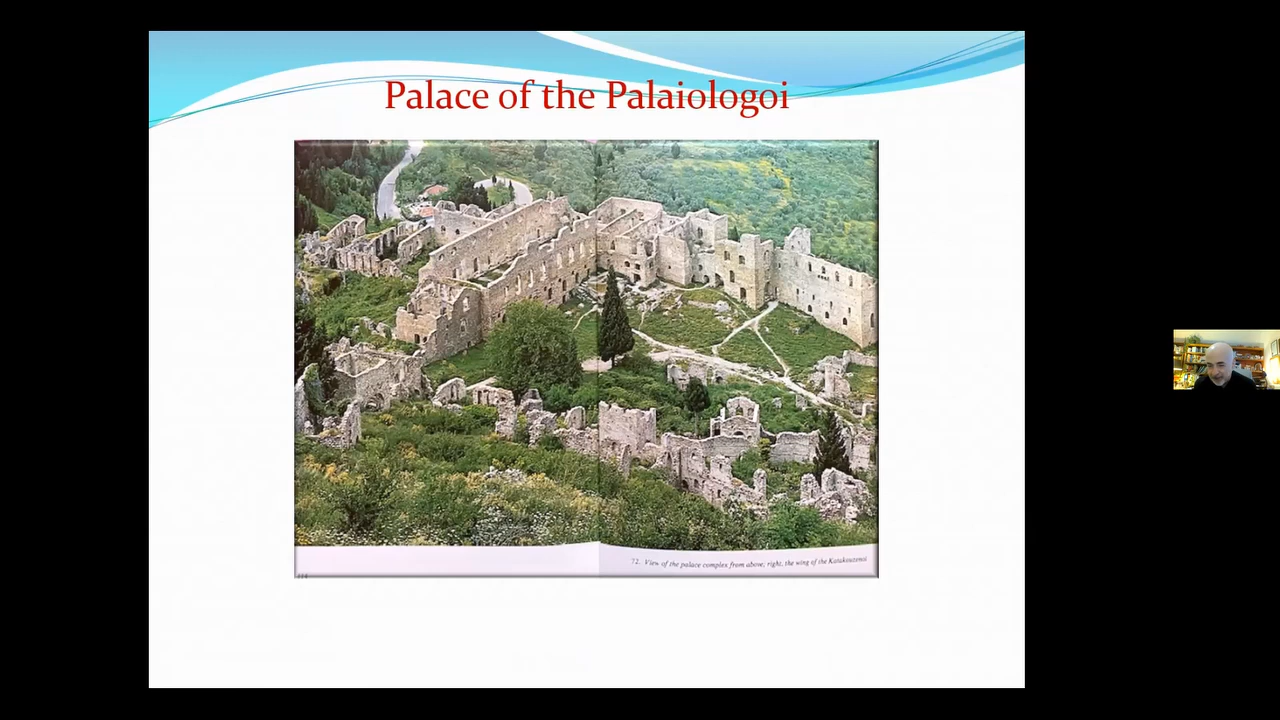 Palace of the Palaiologoi
72. View of the palace complex from above; right, the wing of the Katakouzenoi